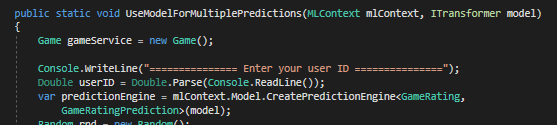 public static void UseModelForMultiplePredictions(MLContext mlContext, ITransformer model)
{
Game gameService = new Game();
Console.WriteLine("=============== Enter your user ID ===============");
Double userID = Double.Parse(Console.ReadLine());
var predictionEngine = mlContext.Model.CreatePredictionEngine<GameRating,
GameRatingPrediction>(model);
Random rnd = new Random();